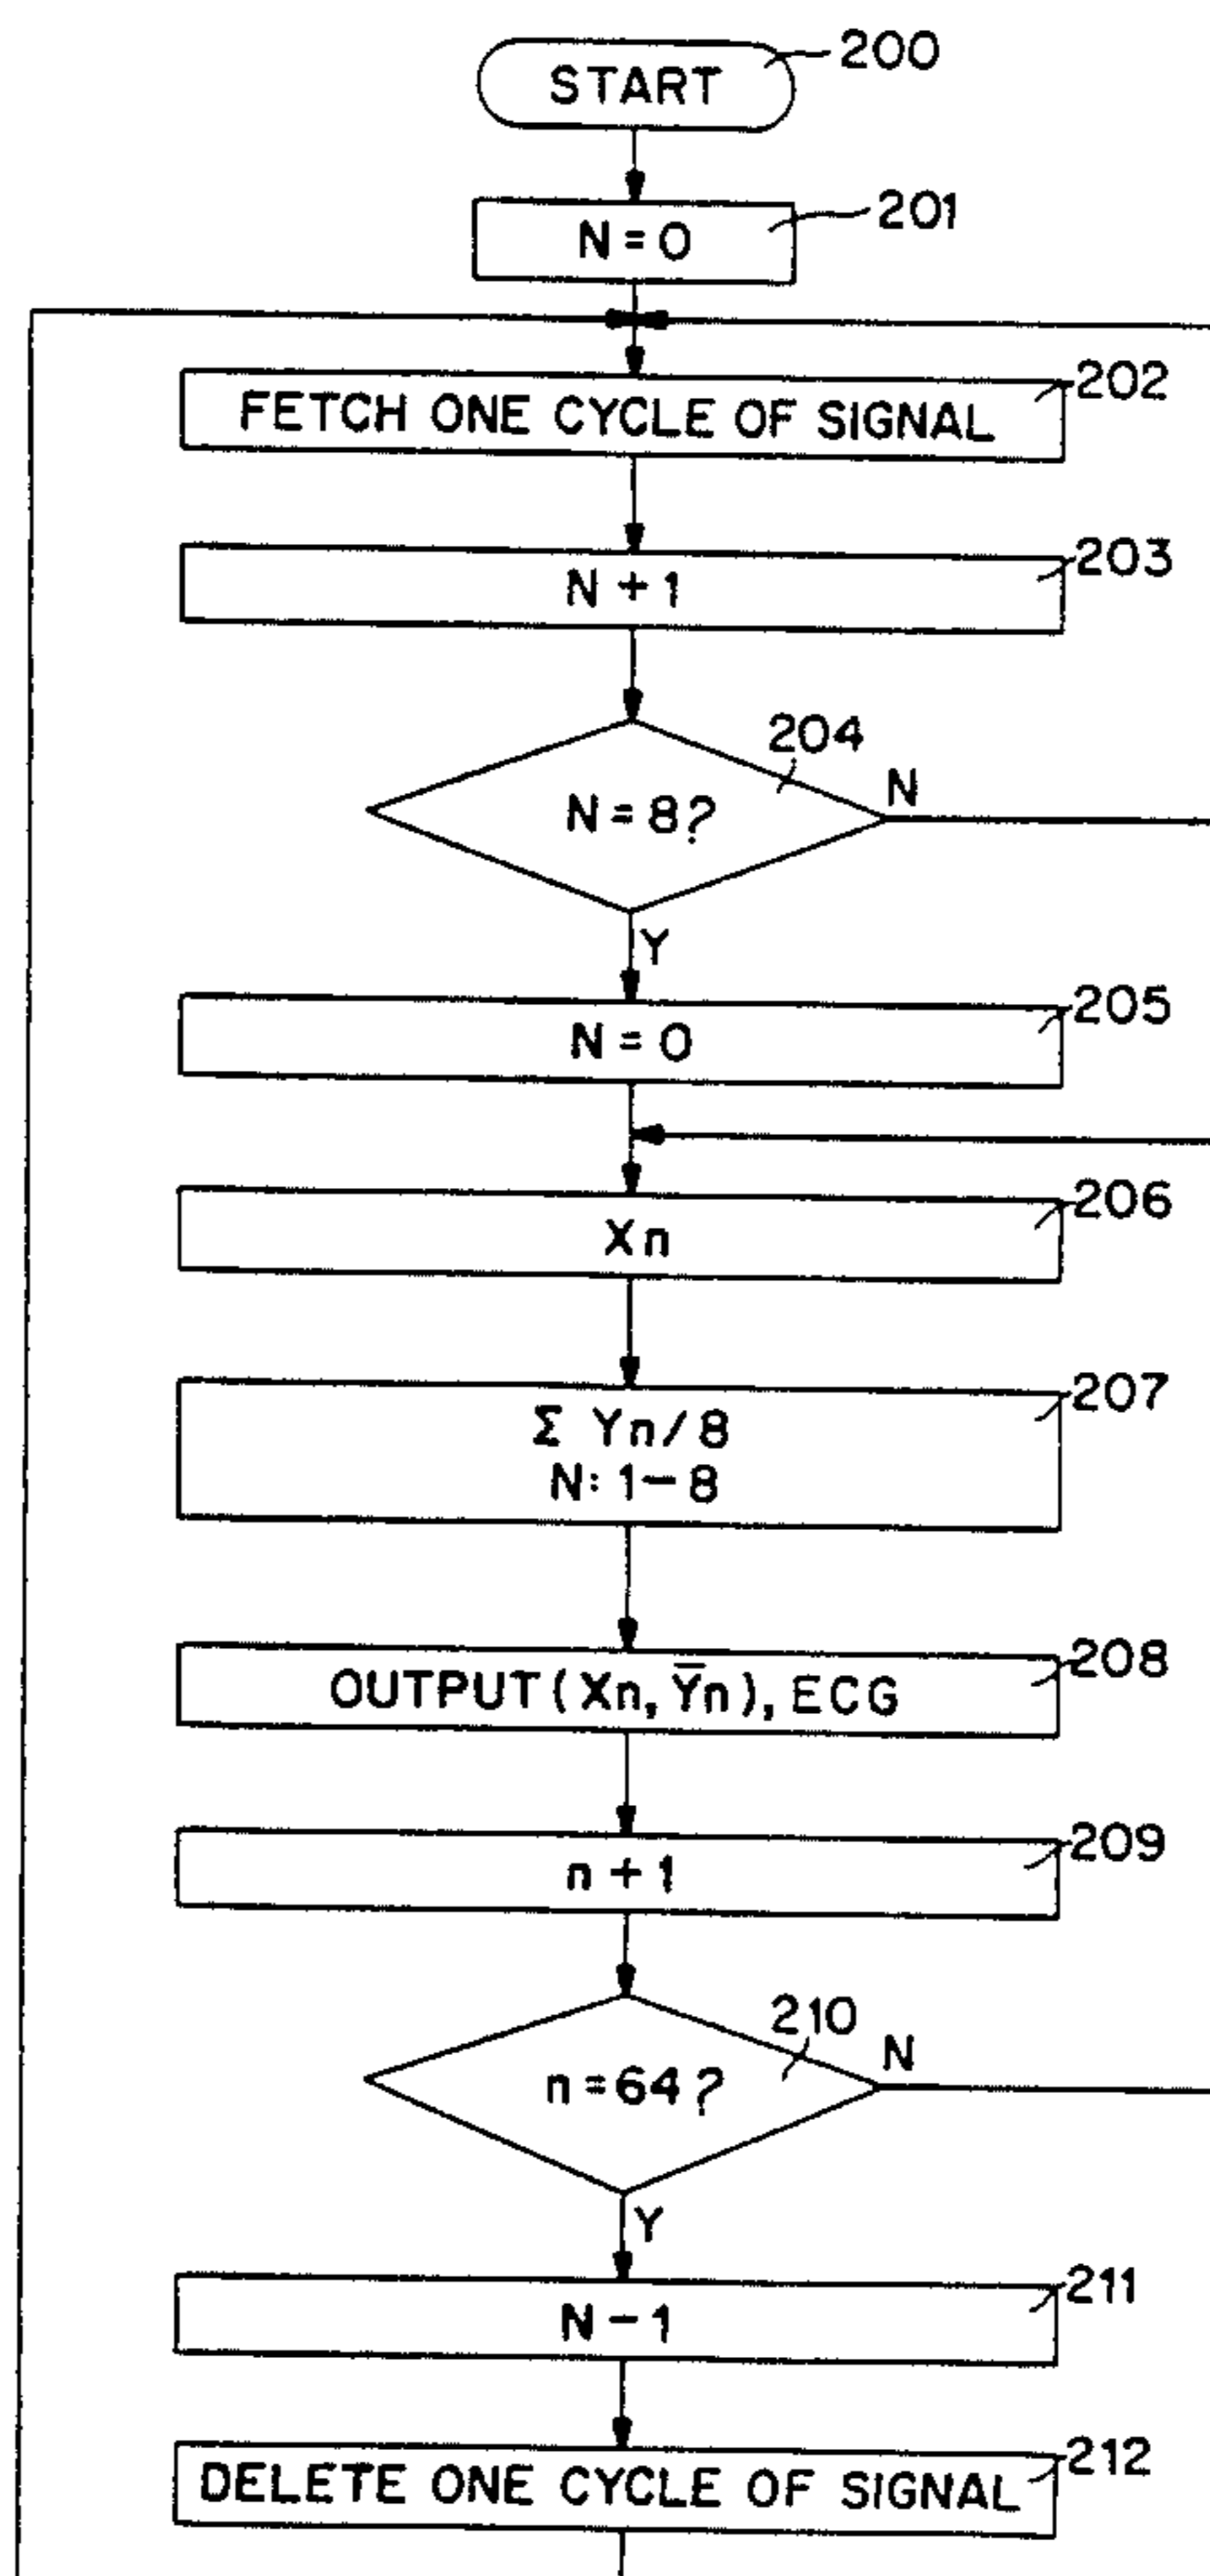 START
200
N = 0
201
FETCH ONE CYCLE OF SIGNAL
202
N + 1
203
N = 8?
204
N
Y
N = 0
205
Xn
206
Σ Yn/8
N: 1-8
207
OUTPUT (Xn, Y̅n), ECG
208
n + 1
209
n = 64?
210
N
Y
N - 1
211
DELETE ONE CYCLE OF SIGNAL
212